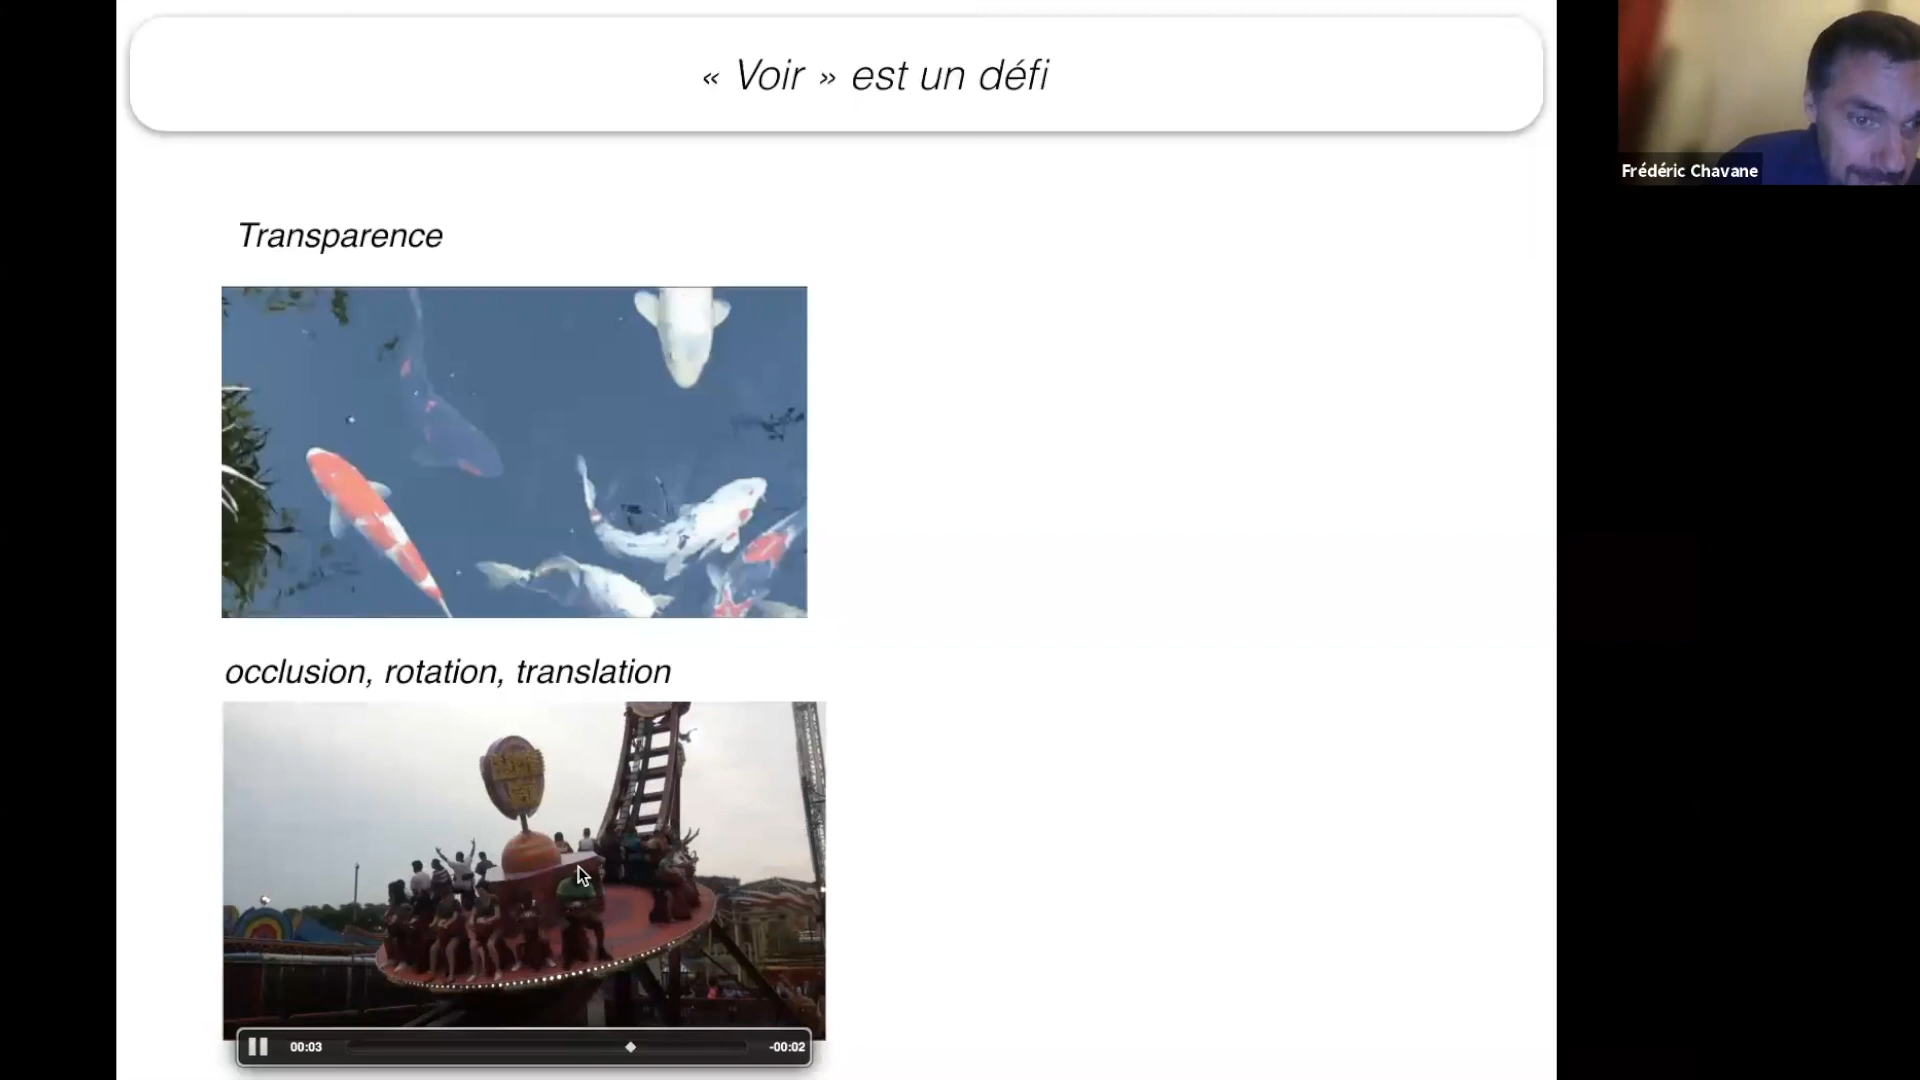 « Voir » est un défi
Frédéric Chavane
Transparence
occlusion, rotation, translation
00:03
-00:02